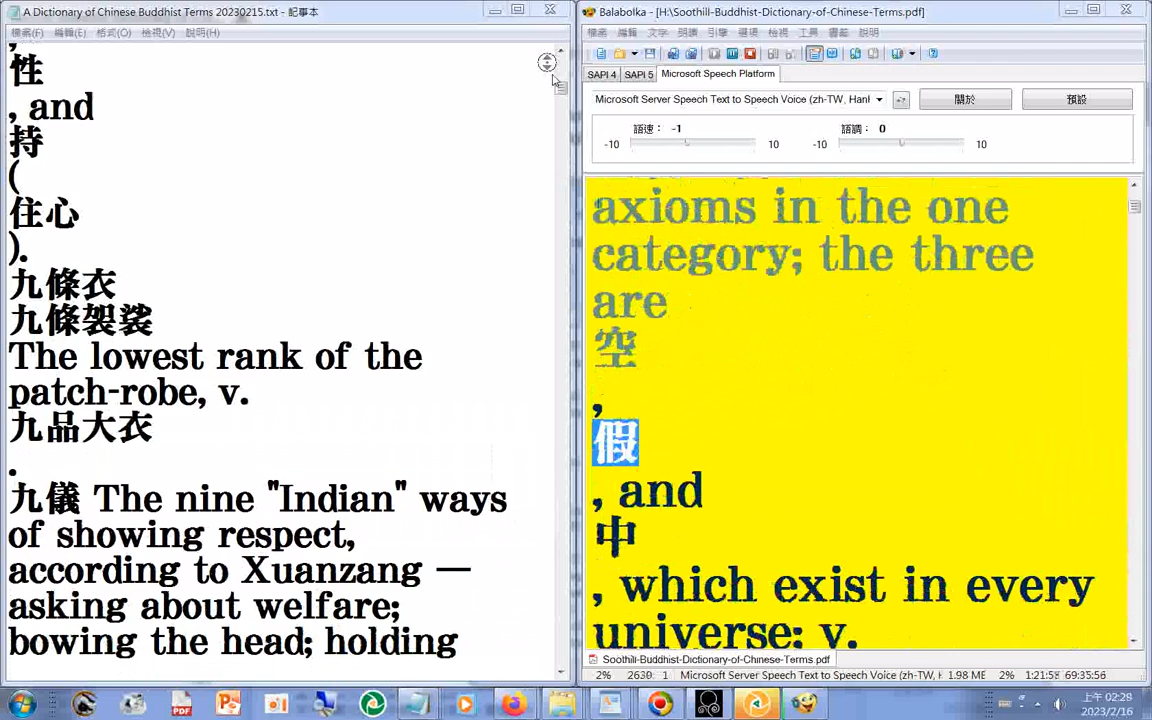 A Dictionary of Chinese Buddhist Terms 20230215.txt - 記事本
檔案(F) 編輯(E) 格式(O) 檢視(V) 說明(H)
,
性
, and
持
(
住心
).
九條衣
九條袈裟
The lowest rank of the
patch-robe, v.
九品大衣
.
九儀 The nine "Indian" ways
of showing respect,
according to Xuanzang —
asking about welfare;
bowing the head; holding
Balabolka - [H:\Soothill-Buddhist-Dictionary-of-Chinese-Terms.pdf]
檔案 編輯 文字 朗讀 引擎 選項 檢視 工具 書籤 說明
SAPI 4 SAPI 5 Microsoft Speech Platform
Microsoft Server Speech Text to Speech Voice (zh-TW, Hanl
關於
預設
語速: -1
語調: 0
-10 10 -10 10
axioms in the one
category; the three
are
空
,
假
, and
中
, which exist in every
universe; v.
Soothill-Buddhist-Dictionary-of-Chinese-Terms.pdf
2% 2630: 1 Microsoft Server Speech Text to Speech Voice (zh-TW, H 1.98 ME 2% 1:21:58 69:35:56
上午 02:28
2023/2/16